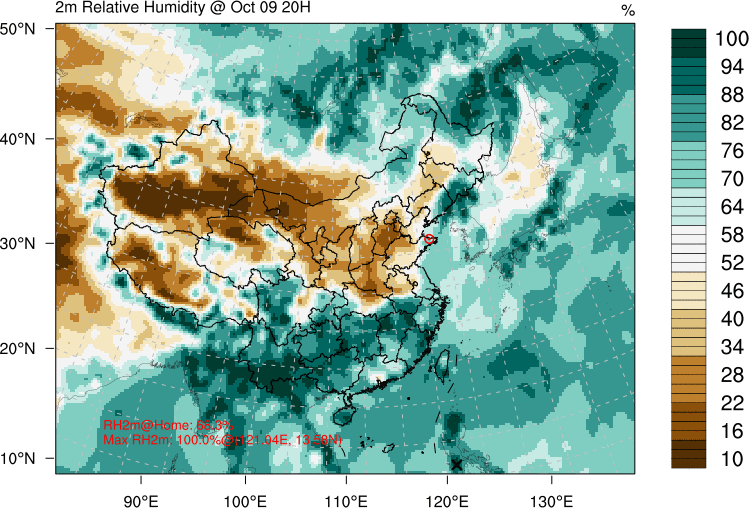 2m Relative Humidity @ Oct 09 20H
%
50°N
40°N
30°N
20°N
10°N
90°E
100°E
110°E
120°E
130°E
100
94
88
82
76
70
64
58
52
46
40
34
28
22
16
10
RH2m@Home:
Max RH2m: 100.0%@(121.94E,